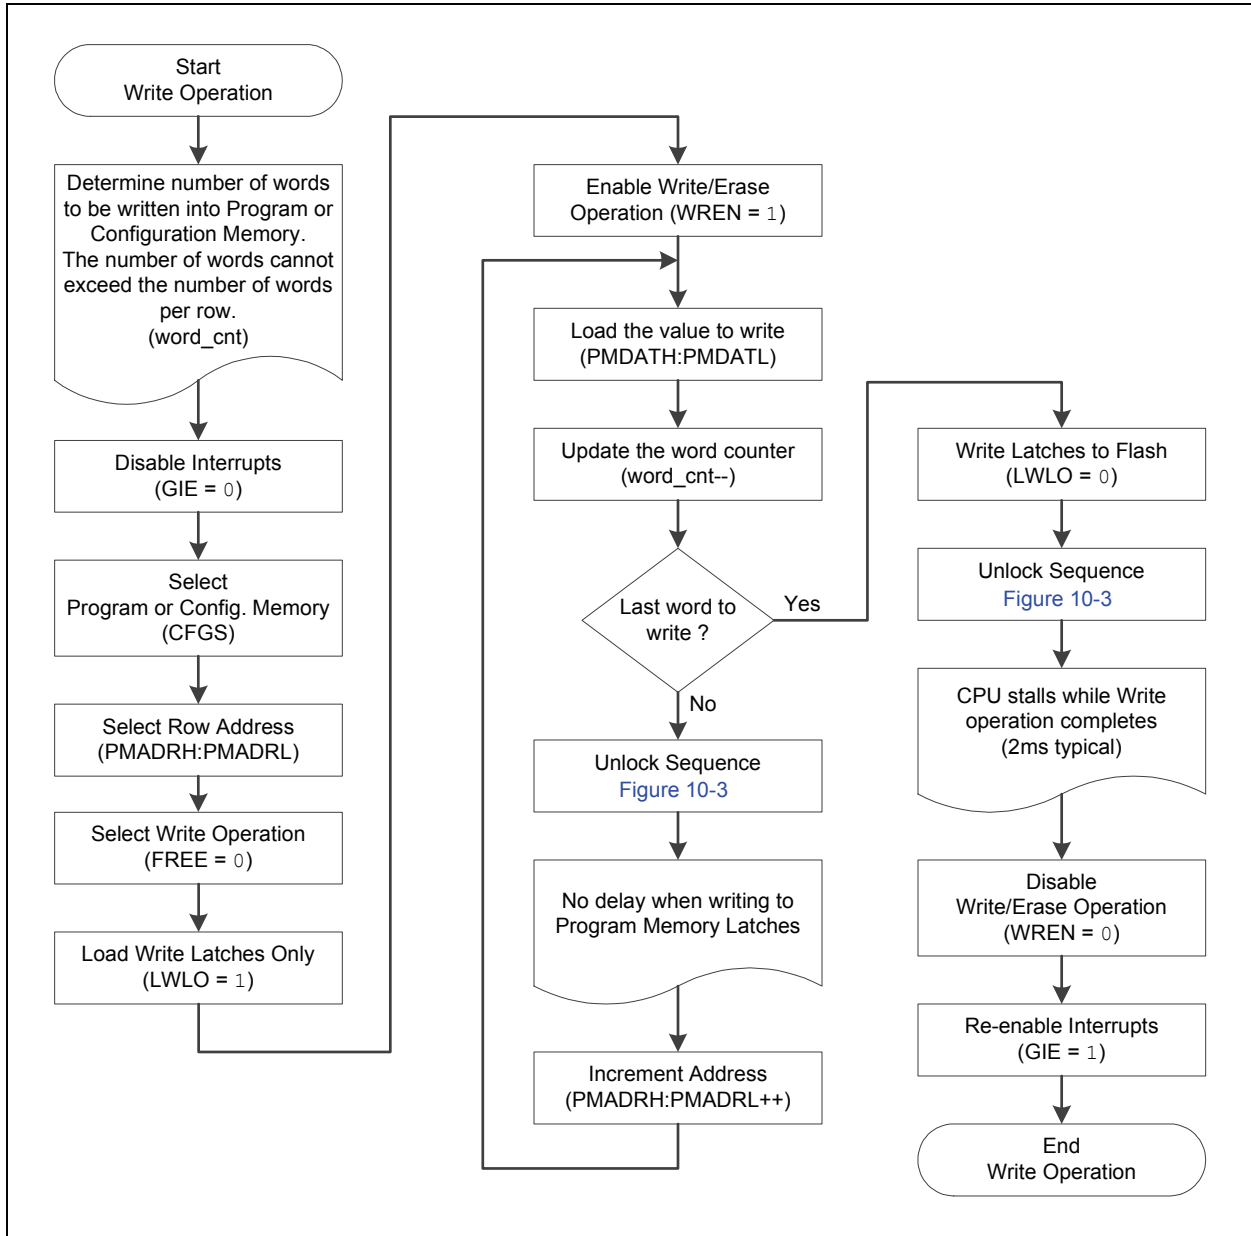 Start
Write Operation
Determine number of words
to be written into Program or
Configuration Memory.
The number of words cannot
exceed the number of words
per row.
(word_cnt)
Disable Interrupts
(GIE = 0)
Select
Program or Config. Memory
(CFGS)
Select Row Address
(PMADRH:PMADRL)
Select Write Operation
(FREE = 0)
Load Write Latches Only
(LWLO = 1)
Enable Write/Erase
Operation (WREN = 1)
Load the value to write
(PMDATH:PMDATL)
Update the word counter
(word_cnt--)
Last word to
write ?
Yes
No
Unlock Sequence
Figure 10-3
No delay when writing to
Program Memory Latches
Increment Address
(PMADRH:PMADRL++)
Write Latches to Flash
(LWLO = 0)
Unlock Sequence
Figure 10-3
CPU stalls while Write
operation completes
(2ms typical)
Disable
Write/Erase Operation
(WREN = 0)
Re-enable Interrupts
(GIE = 1)
End
Write Operation